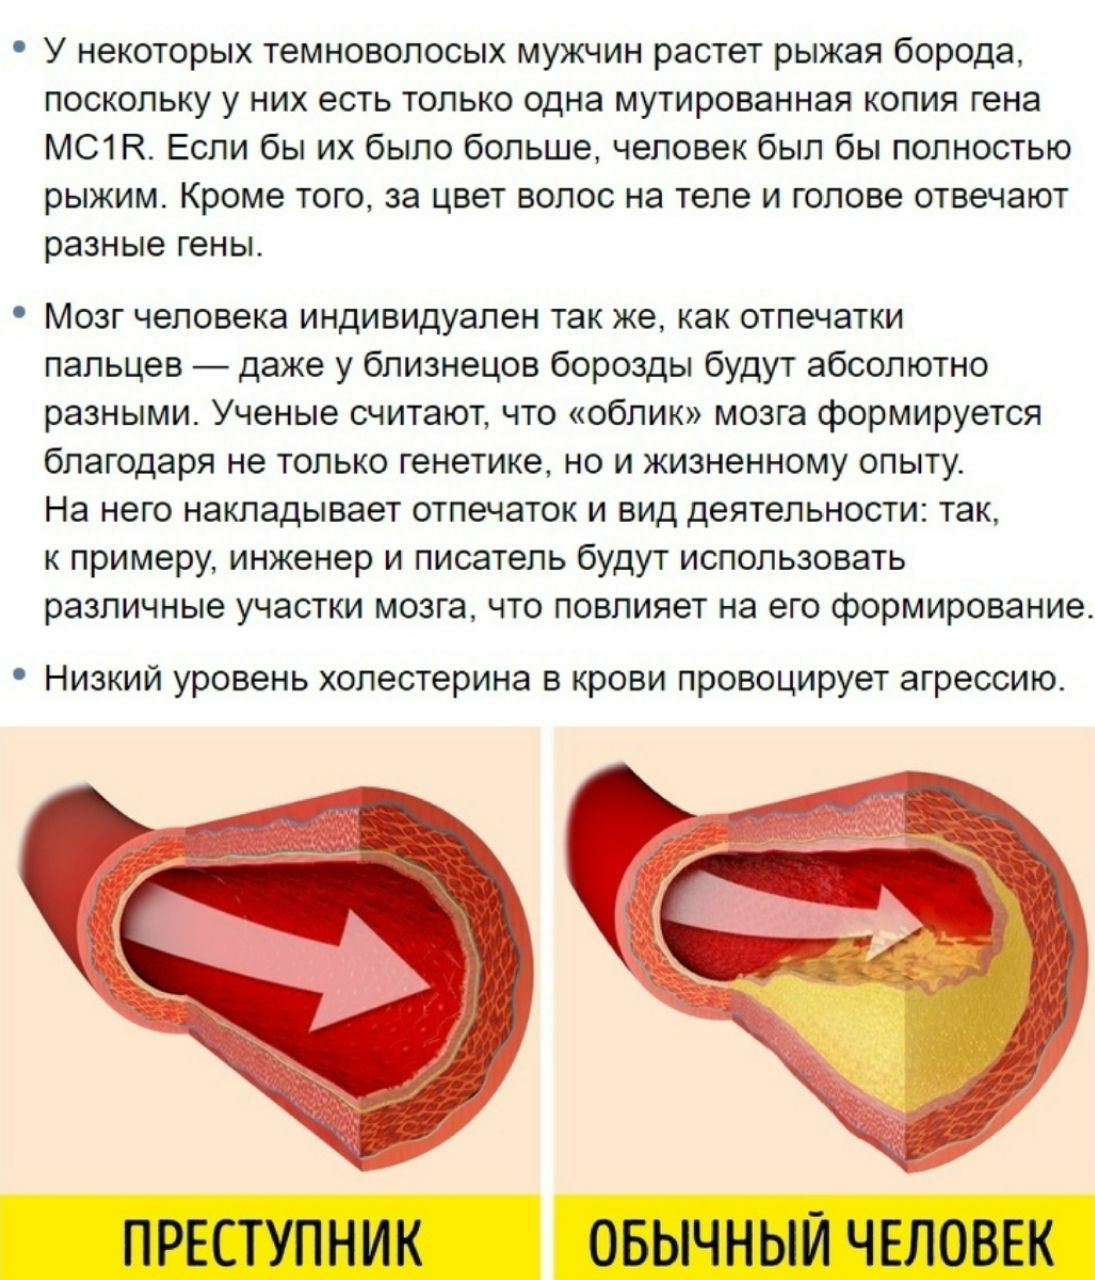 • У некоторых темноволосых мужчин растет рыжая борода,
поскольку у них есть только одна мутированная копия гена
MC1R. Если бы их было больше, человек был бы полностью
рыжим. Кроме того, за цвет волос на теле и голове отвечают
разные гены.
• Мозг человека индивидуален так же, как отпечатки
пальцев — даже у близнецов борозды будут абсолютно
разными. Ученые считают, что «облик» мозга формируется
благодаря не только генетике, но и жизненному опыту.
На него накладывает отпечаток и вид деятельности: так,
к примеру, инженер и писатель будут использовать
различные участки мозга, что повлияет на его формирование.
• Низкий уровень холестерина в крови провоцирует агрессию.
ПРЕСТУПНИК
ОБЫЧНЫЙ ЧЕЛОВЕК